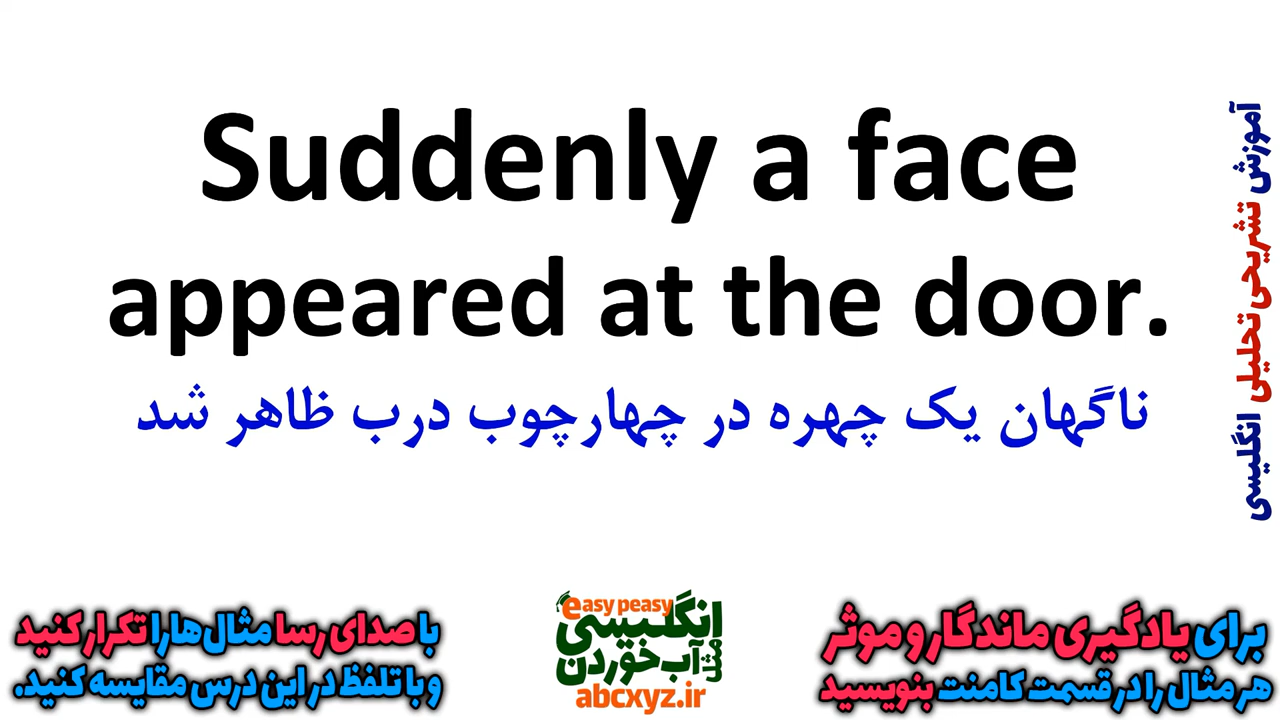 Suddenly a face
appeared at the door.
ناگهان یک چهره در چهارچوب درب ظاهر شد
آموزش تشریحی تحلیلی انگلیسی
برای یادگیری ماندگار و موثر
هر مثال را در قسمت کامنت بنویسید
easy peasy
انگلیسی
مثل آب خوردن
abcxyz.ir
با صدای رسا مثال‌ها را تکرار کنید
و با تلفظ در این درس مقایسه کنید.